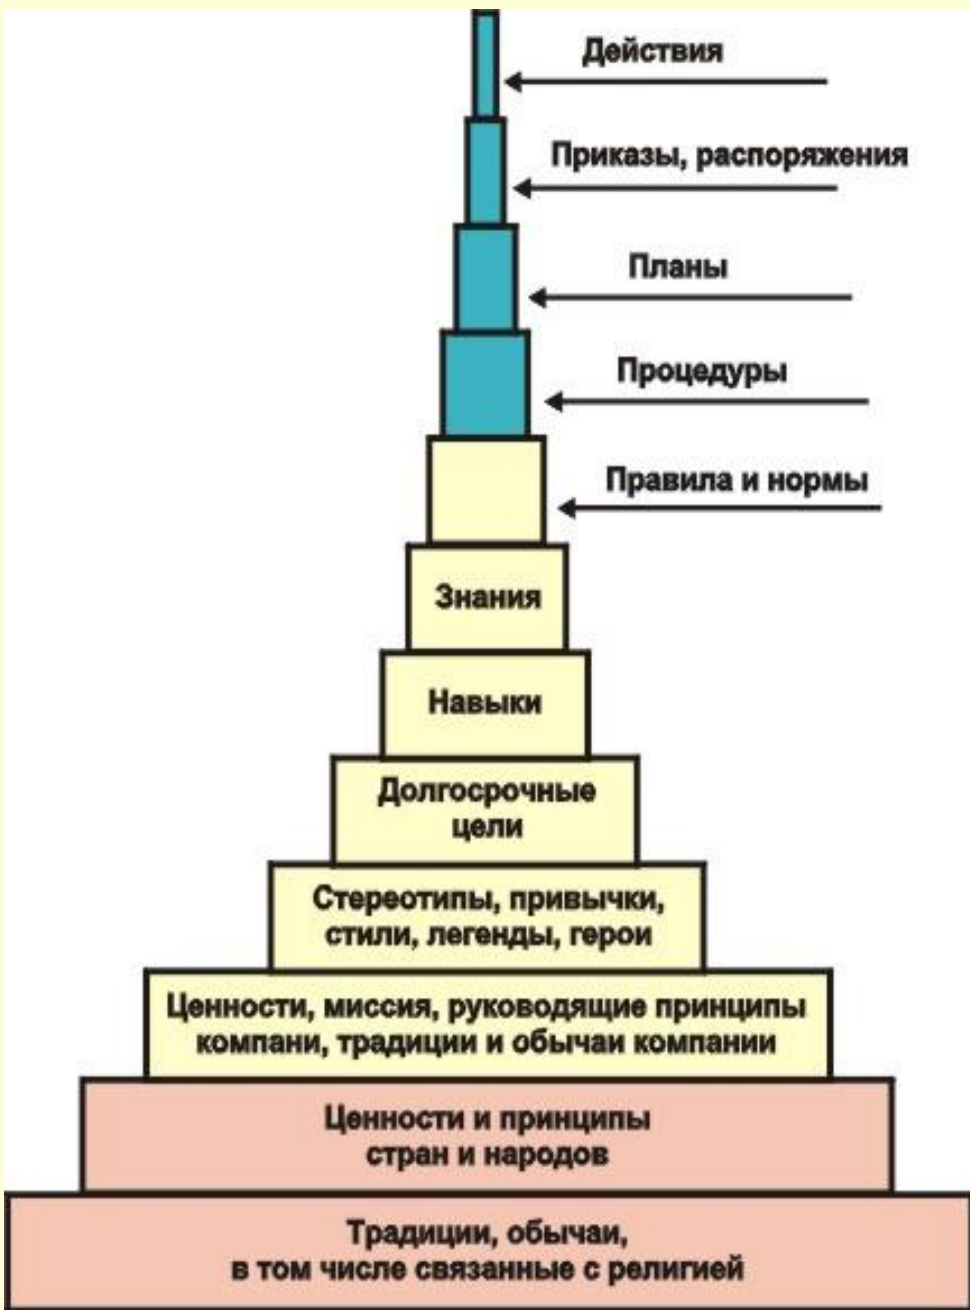 Действия
Приказы, распоряжения
Планы
Процедуры
Правила и нормы
Знания
Навыки
Долгосрочные
цели
Стереотипы, привычки,
стили, легенды, герои
Ценности, миссия, руководящие принципы
компани, традиции и обычаи компании
Ценности и принципы
стран и народов
Традиции, обычаи,
в том числе связанные с религией